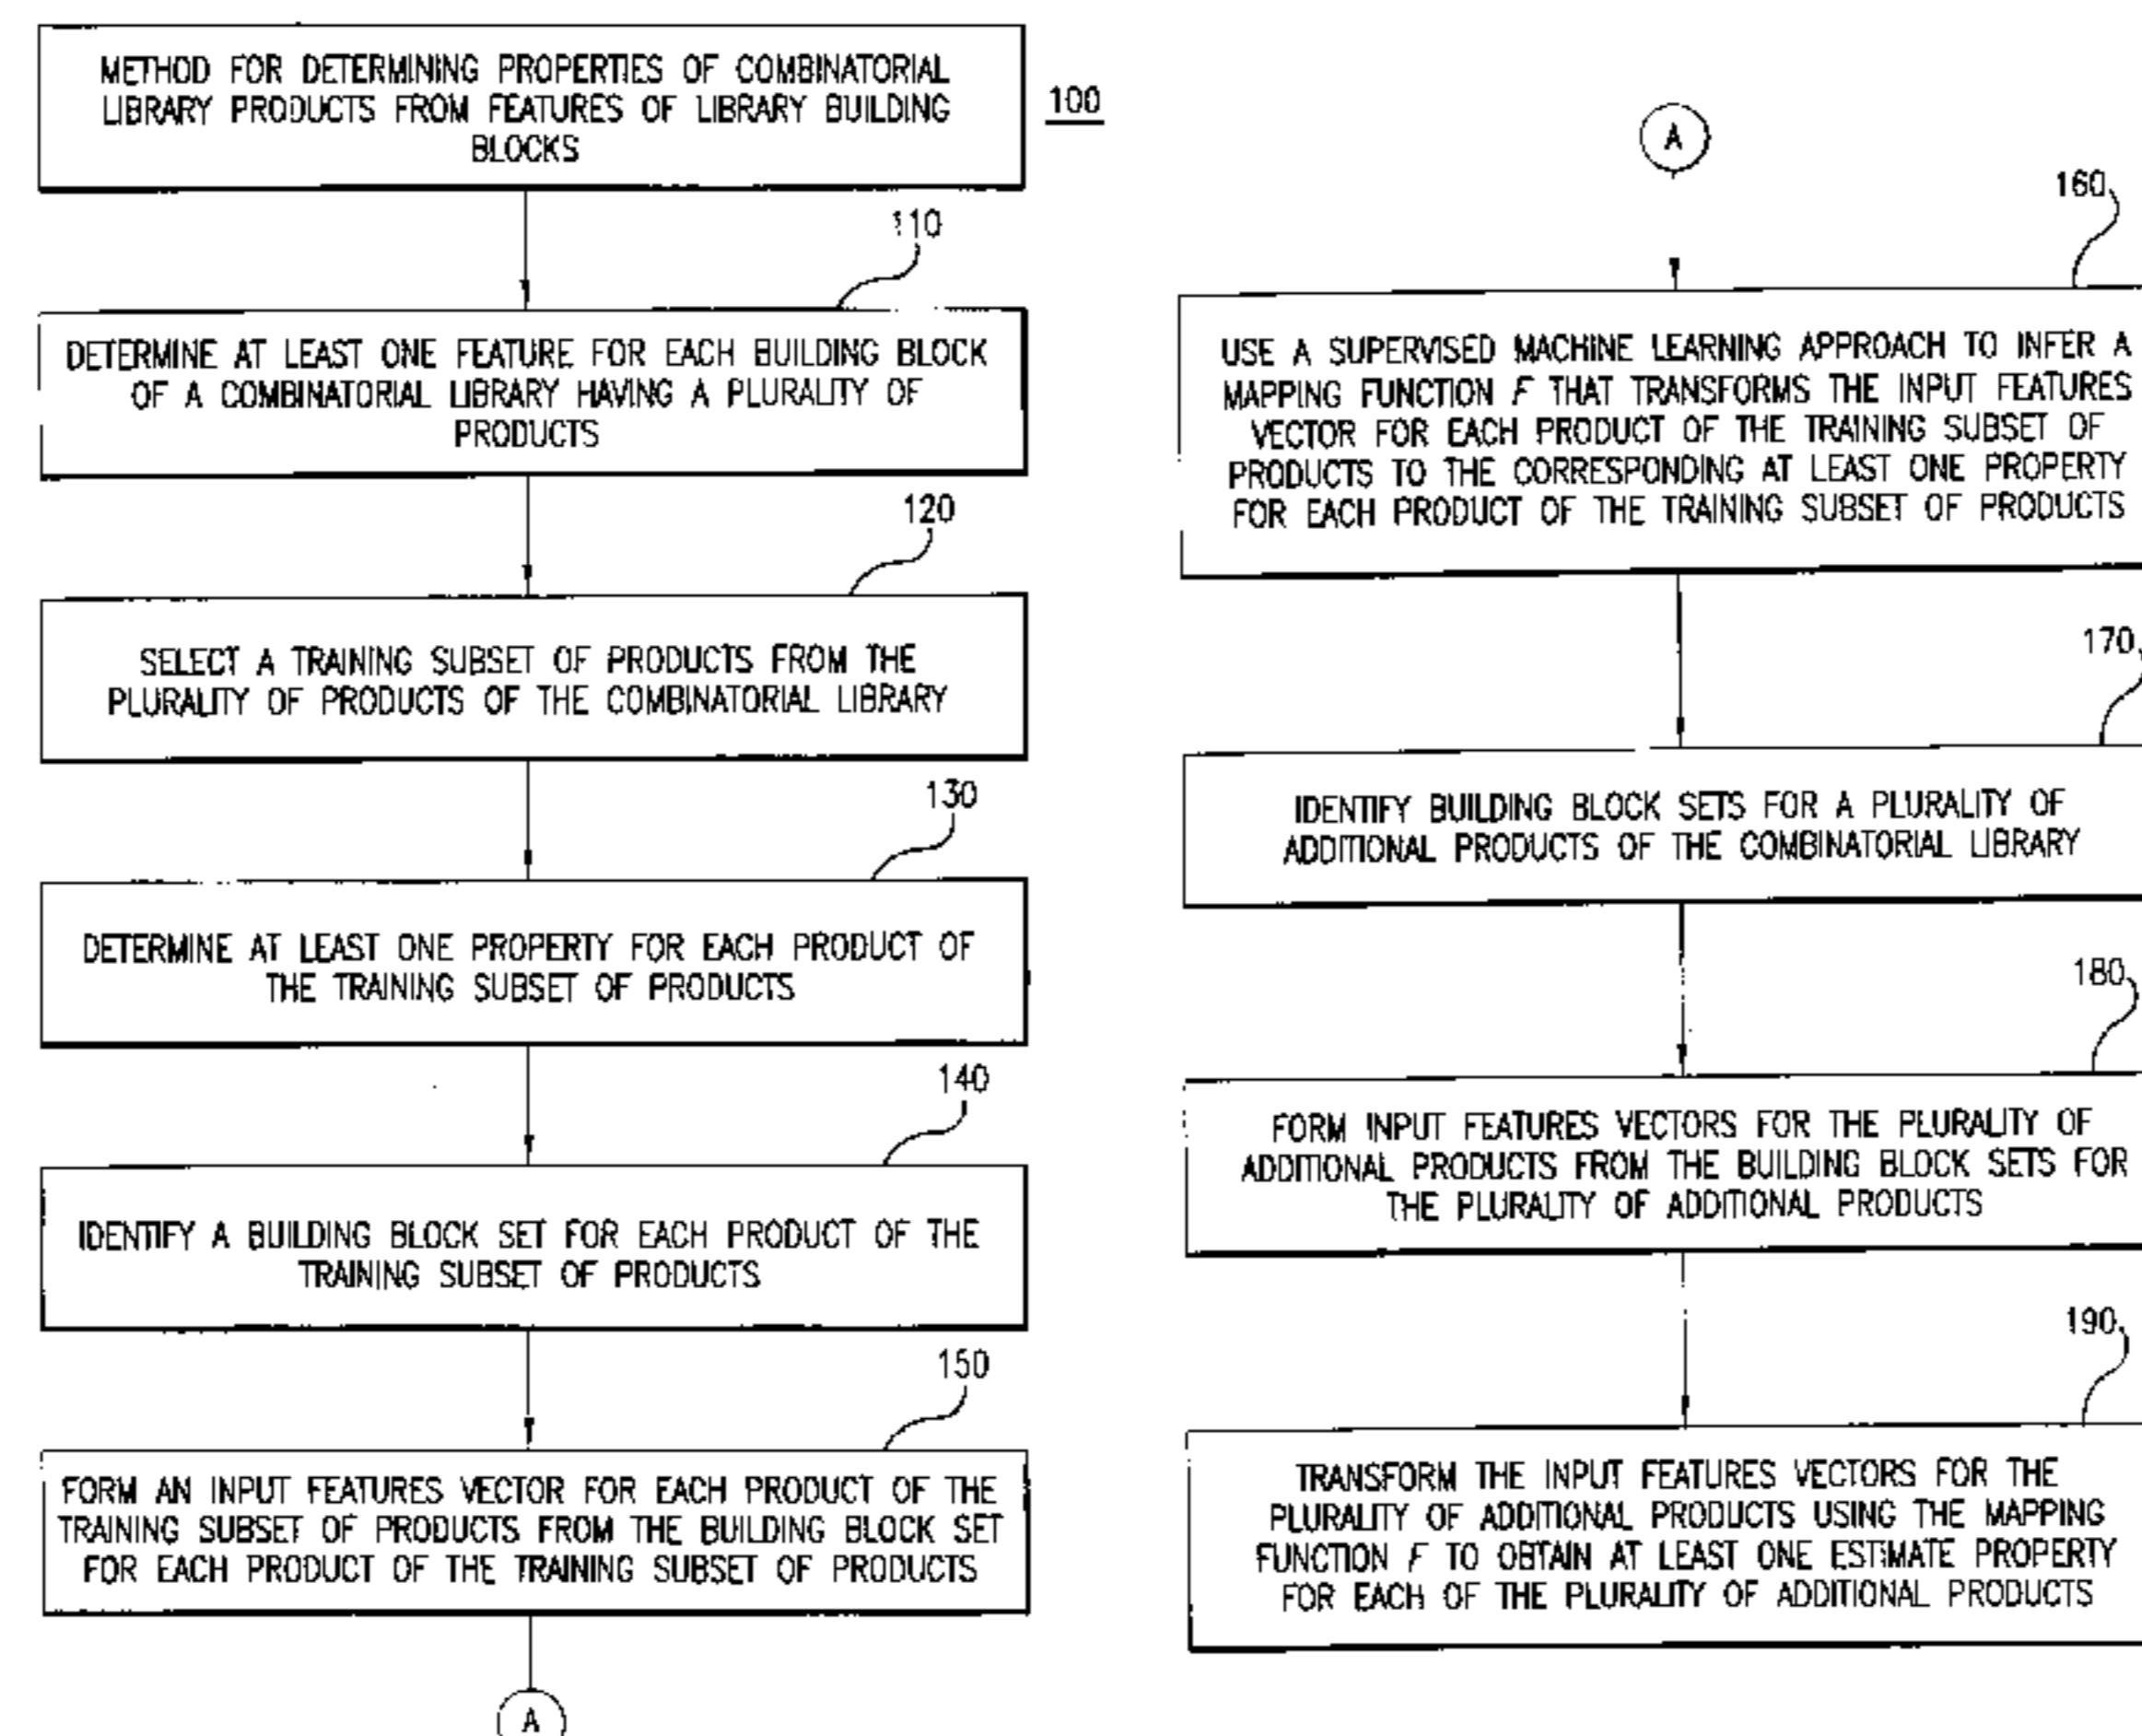 METHOD FOR DETERMINING PROPERTIES OF COMBINATORIAL
LIBRARY PRODUCTS FROM FEATURES OF LIBRARY BUILDING
BLOCKS
100
110
DETERMINE AT LEAST ONE FEATURE FOR EACH BUILDING BLOCK
OF A COMBINATORIAL LIBRARY HAVING A PLURALITY OF
PRODUCTS
120
SELECT A TRAINING SUBSET OF PRODUCTS FROM THE
PLURALITY OF PRODUCTS OF THE COMBINATORIAL LIBRARY
130
DETERMINE AT LEAST ONE PROPERTY FOR EACH PRODUCT OF
THE TRAINING SUBSET OF PRODUCTS
140
IDENTIFY A BUILDING BLOCK SET FOR EACH PRODUCT OF THE
TRAINING SUBSET OF PRODUCTS
150
FORM AN INPUT FEATURES VECTOR FOR EACH PRODUCT OF THE
TRAINING SUBSET OF PRODUCTS FROM THE BUILDING BLOCK SET
FOR EACH PRODUCT OF THE TRAINING SUBSET OF PRODUCTS
A
A
160
USE A SUPERVISED MACHINE LEARNING APPROACH TO INFER A
MAPPING FUNCTION F THAT TRANSFORMS THE INPUT FEATURES
VECTOR FOR EACH PRODUCT OF THE TRAINING SUBSET OF
PRODUCTS TO THE CORRESPONDING AT LEAST ONE PROPERTY
FOR EACH PRODUCT OF THE TRAINING SUBSET OF PRODUCTS
170
IDENTIFY BUILDING BLOCK SETS FOR A PLURALITY OF
ADDITIONAL PRODUCTS OF THE COMBINATORIAL LIBRARY
180
FORM INPUT FEATURES VECTORS FOR THE PLURALITY OF
ADDITIONAL PRODUCTS FROM THE BUILDING BLOCK SETS FOR
THE PLURALITY OF ADDITIONAL PRODUCTS
190
TRANSFORM THE INPUT FEATURES VECTORS FOR THE
PLURALITY OF ADDITIONAL PRODUCTS USING THE MAPPING
FUNCTION F TO OBTAIN AT LEAST ONE ESTIMATE PROPERTY
FOR EACH OF THE PLURALITY OF ADDITIONAL PRODUCTS